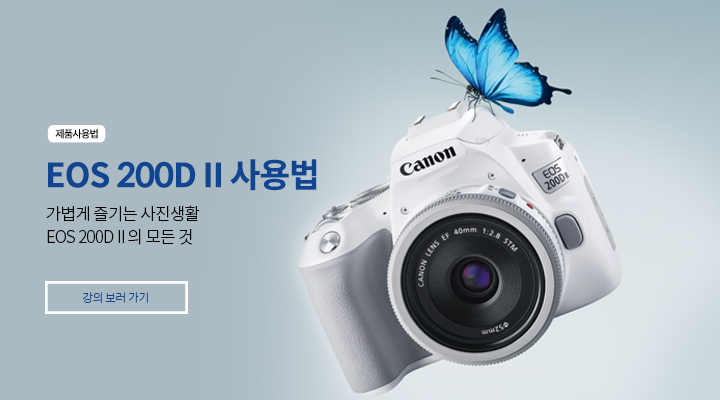 제품사용법
EOS 200D II 사용법
가볍게 즐기는 사진생활
EOS 200D II 의 모든 것
강의 보러 가기
Canon
EOS
200D II
CANON LENS EF 40mm 1:2.8 STM
Φ52mm